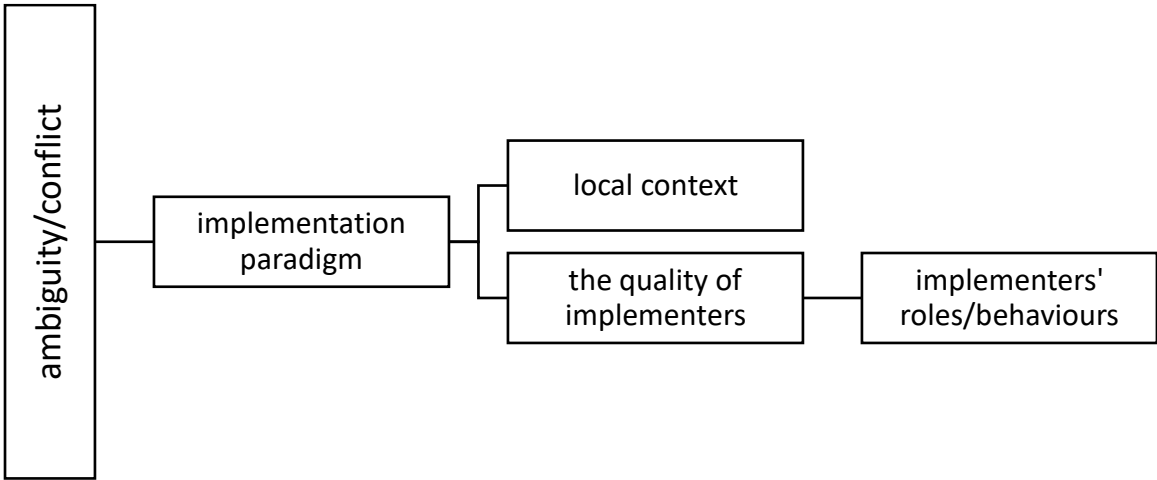 ambiguity/conflict
implementation
paradigm
local context
the quality of
implementers
implementers'
roles/behaviours